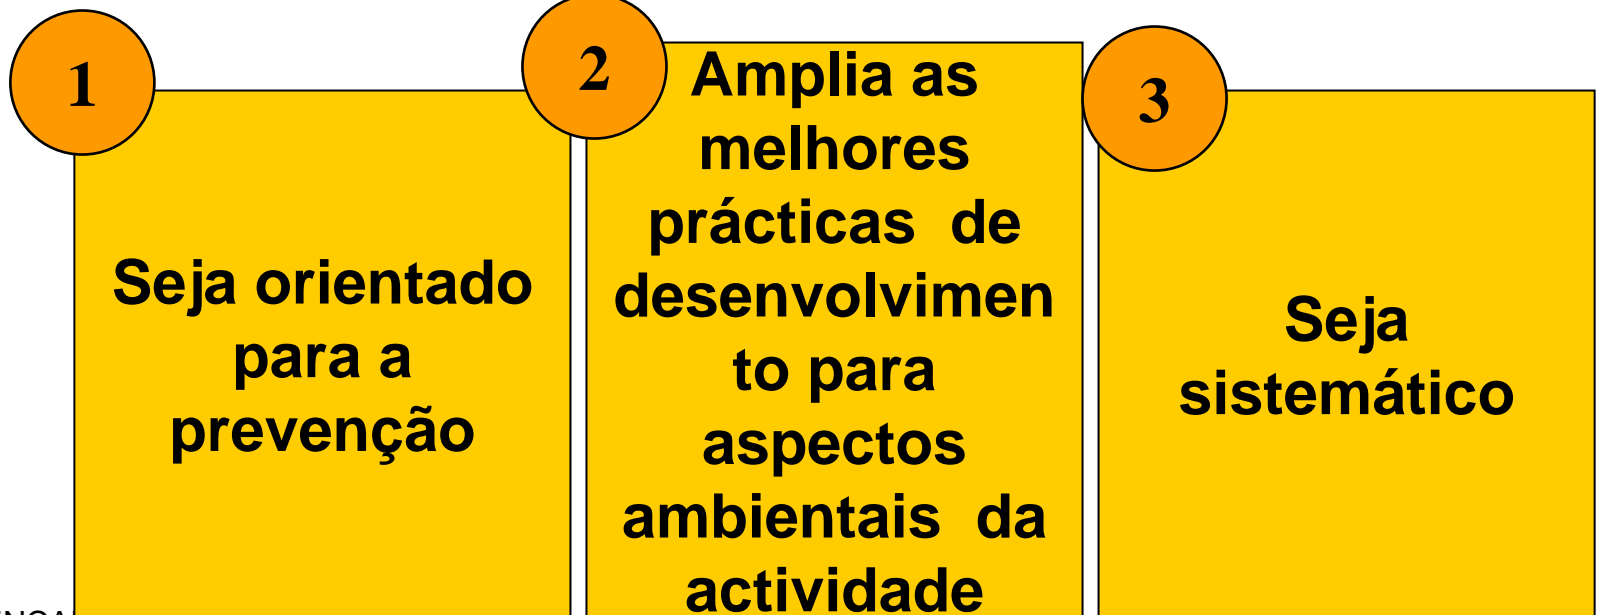 1
Seja orientado
para a
prevenção
2
Amplia as
melhores
prácticas de
desenvolvimen
to para
aspectos
ambientais da
actividade
3
Seja
sistemático